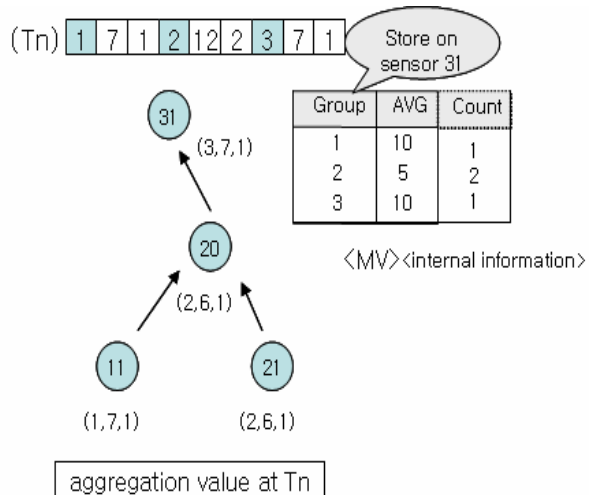 (Tn) 1 7 1 2 12 2 3 7 1
Store on
sensor 31
Group AVG Count
1 10 1
2 5 2
3 10 1
<MV> <internal information>
31
(3,7,1)
20
(2,6,1)
11
21
(1,7,1)
(2,6,1)
aggregation value at Tn